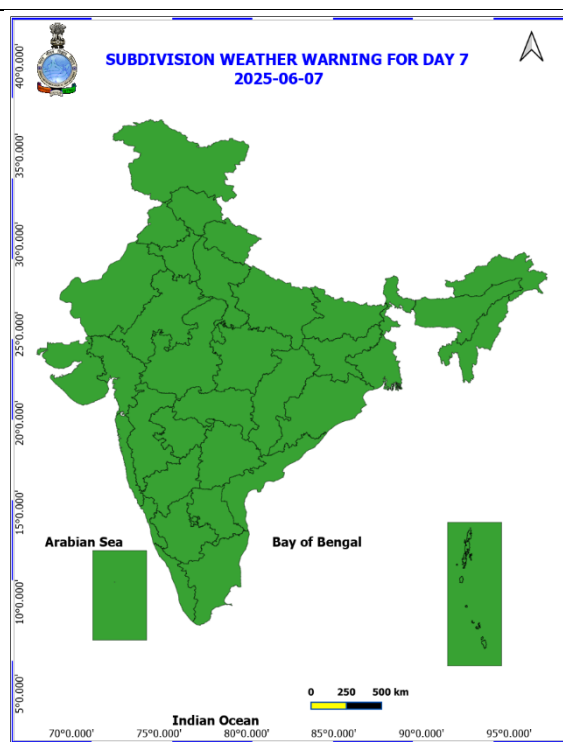 SUBDIVISION WEATHER WARNING FOR DAY 7
2025-06-07
40°0.000'
35°0.000'
30°0.000'
25°0.000'
20°0.000'
15°0.000'
10°0.000'
5°0.000'
Arabian Sea
Bay of Bengal
0 250 500 km
Indian Ocean
70°0.000' 75°0.000' 80°0.000' 85°0.000' 90°0.000' 95°0.000'